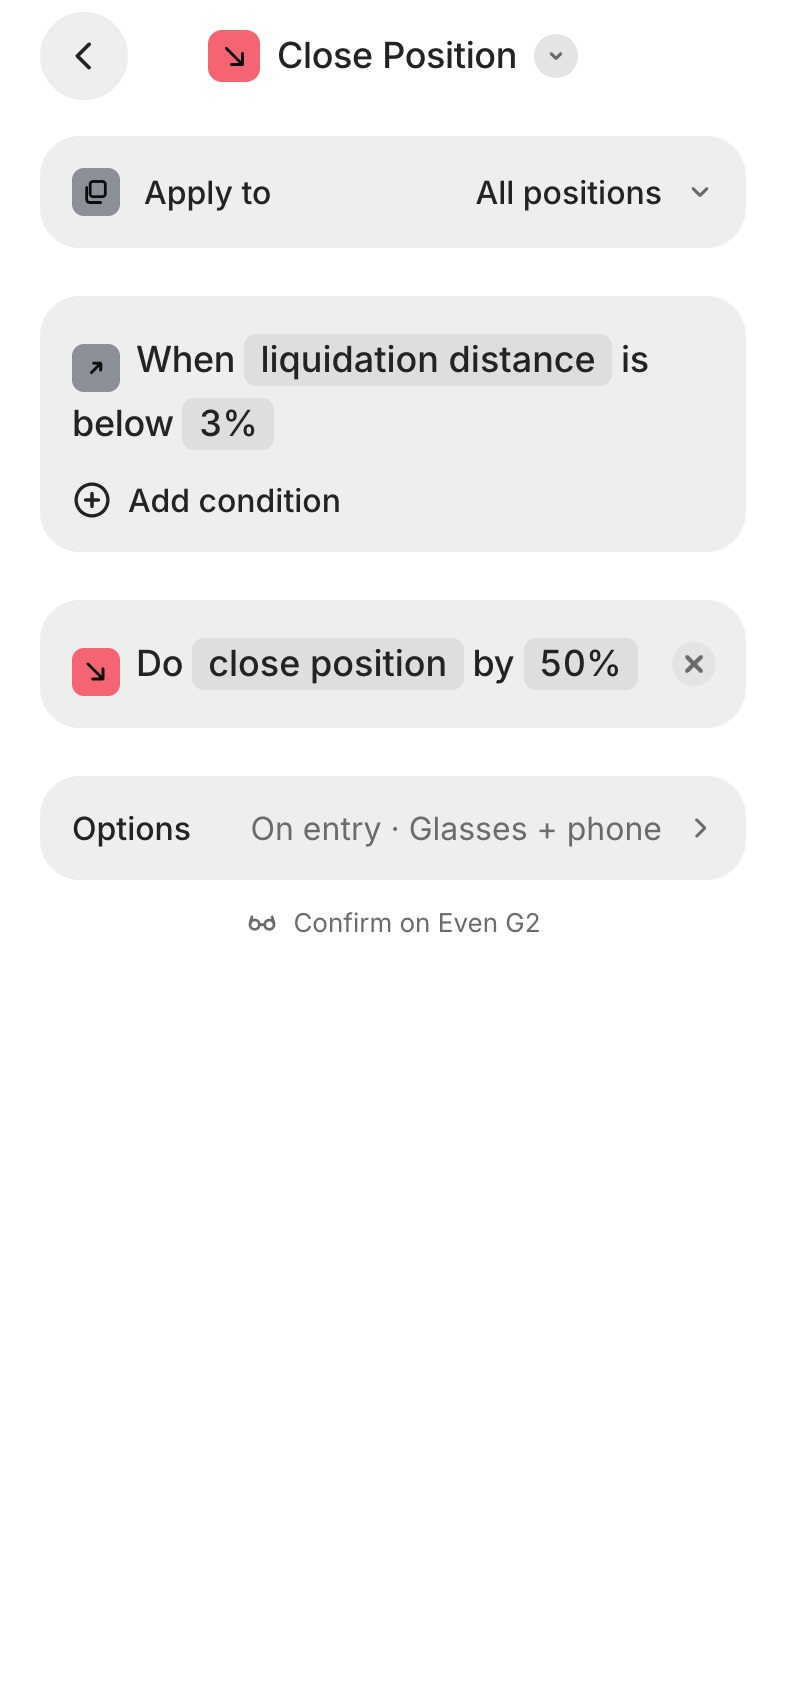 Close Position
Apply to All positions
When liquidation distance is
below 3%
Add condition
Do close position by 50%
Options On entry · Glasses + phone
Confirm on Even G2